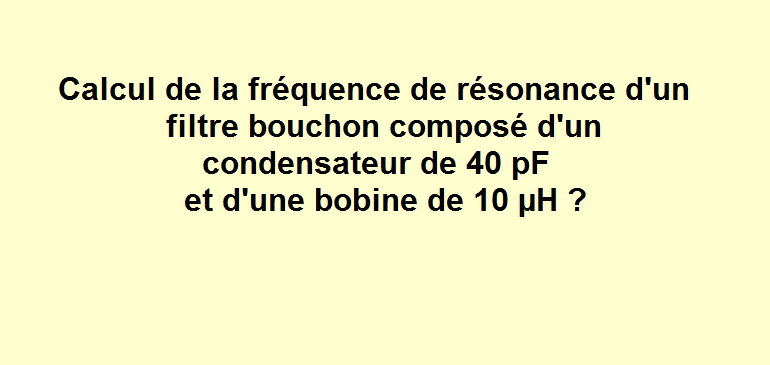 Calcul de la fréquence de résonance d'un
filtre bouchon composé d'un
condensateur de 40 pF
et d'une bobine de 10 µH ?